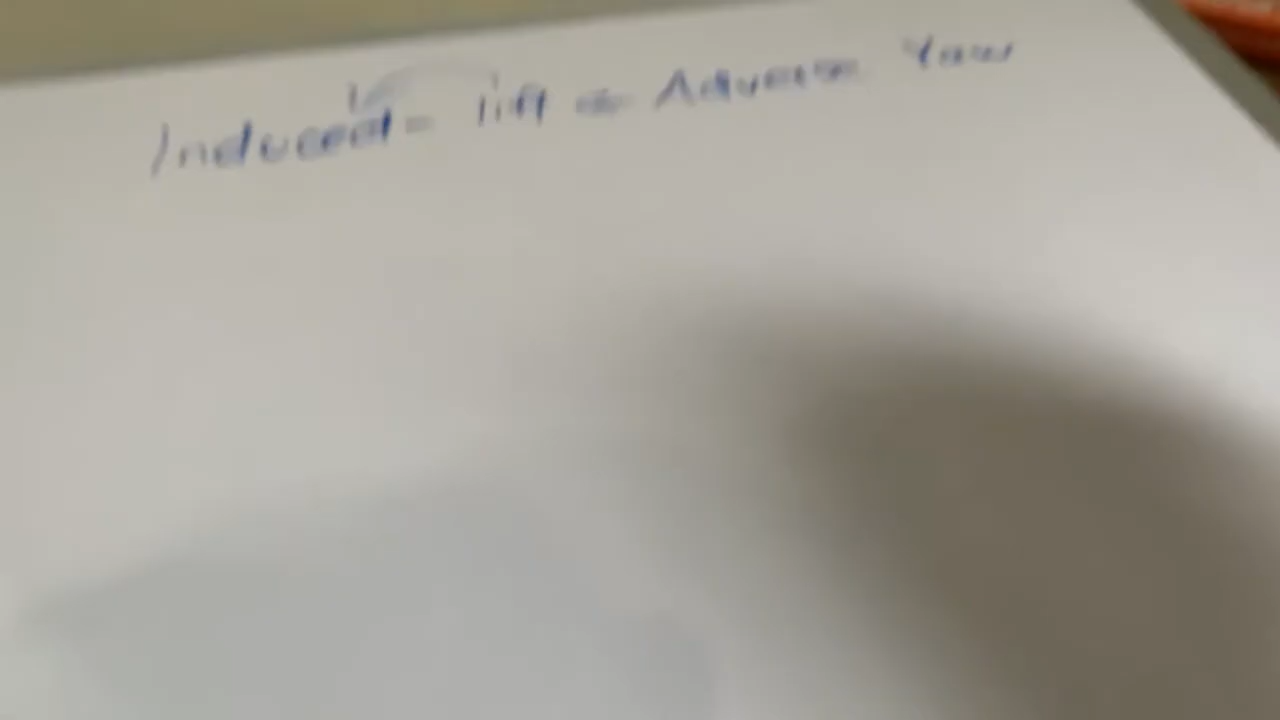 Induced = lift & Adverse Yaw